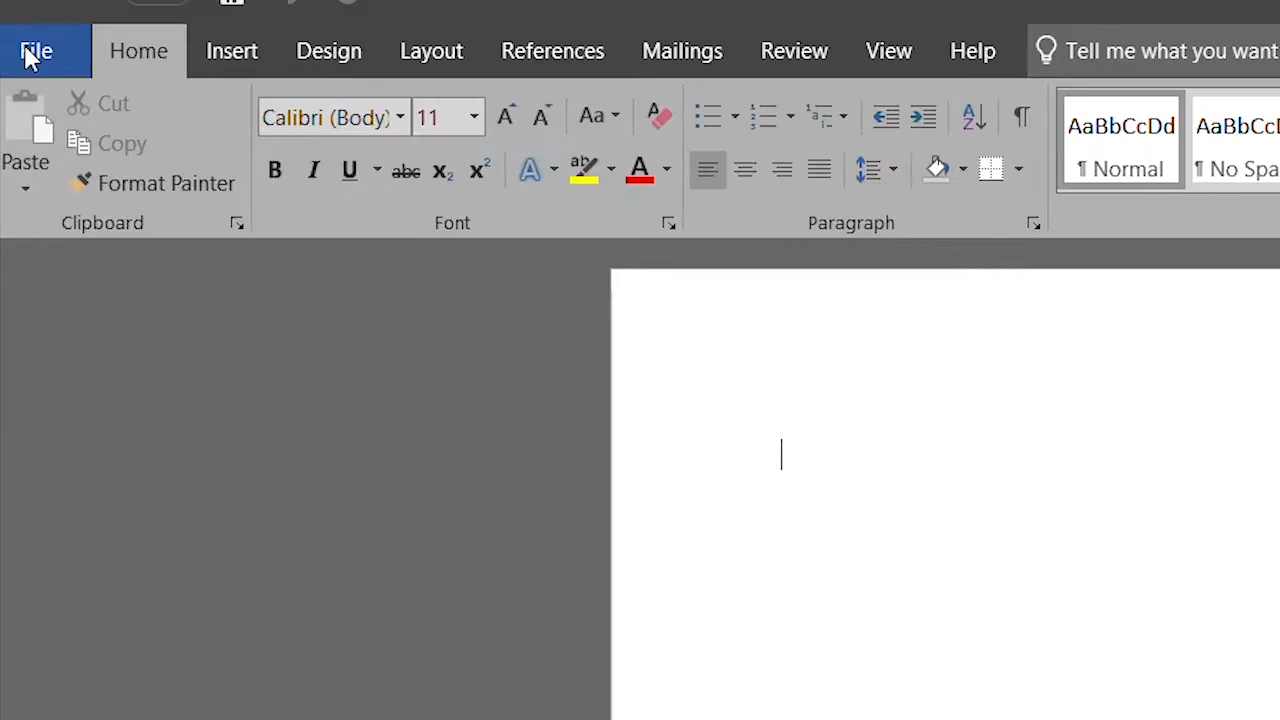 File Home Insert Design Layout References Mailings Review View Help Tell me what you want
Cut
Copy
Paste
Format Painter
Clipboard
Calibri (Body) 11 A A Aa A
B I U abc x₂ x² A ab A
Font
A Z ¶
Paragraph
AaBbCcDd AaBbCcD
¶ Normal ¶ No Spa